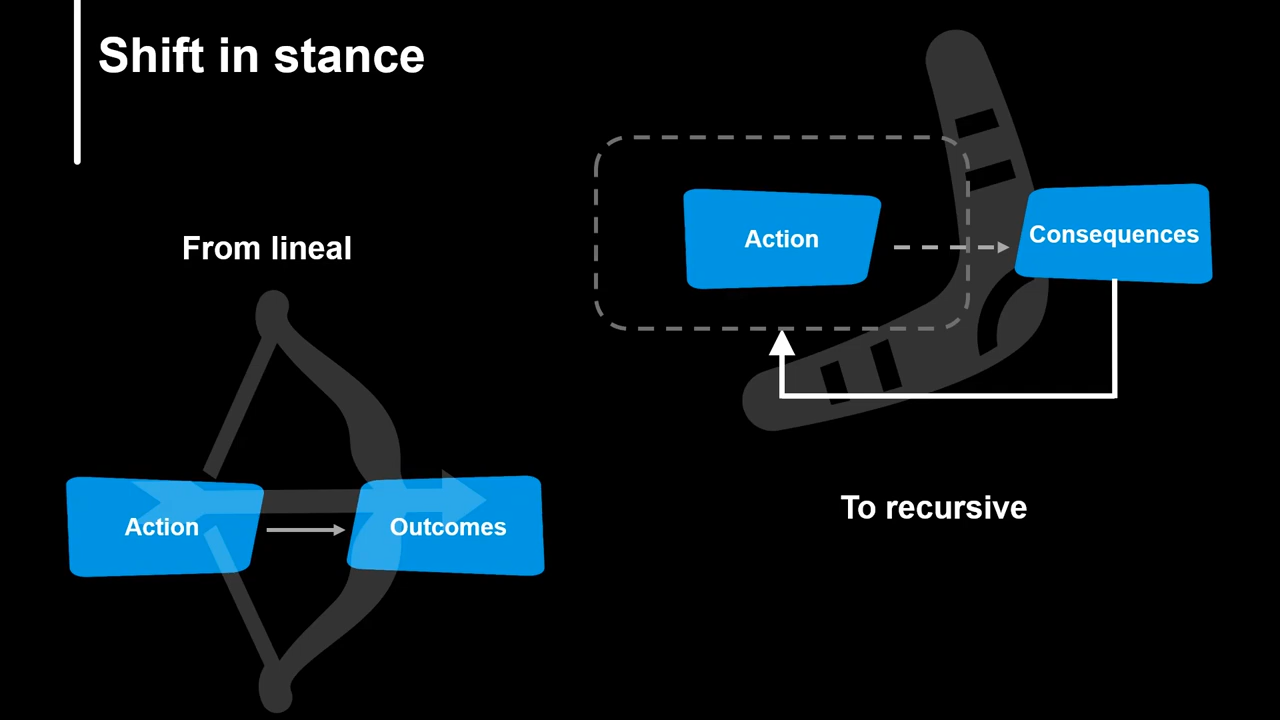 Shift in stance
From lineal
Action
Outcomes
Action
Consequences
To recursive